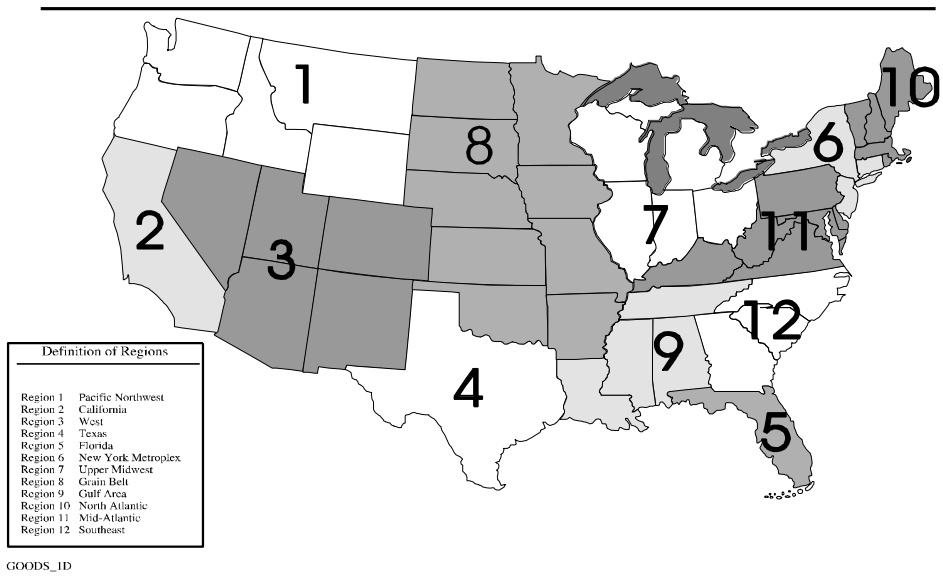 1
10
8
6
2
7
11
3
12
9
4
5
Definition of Regions
Region 1 Pacific Northwest
Region 2 California
Region 3 West
Region 4 Texas
Region 5 Florida
Region 6 New York Metroplex
Region 7 Upper Midwest
Region 8 Grain Belt
Region 9 Gulf Area
Region 10 North Atlantic
Region 11 Mid-Atlantic
Region 12 Southeast
GOODS_1D